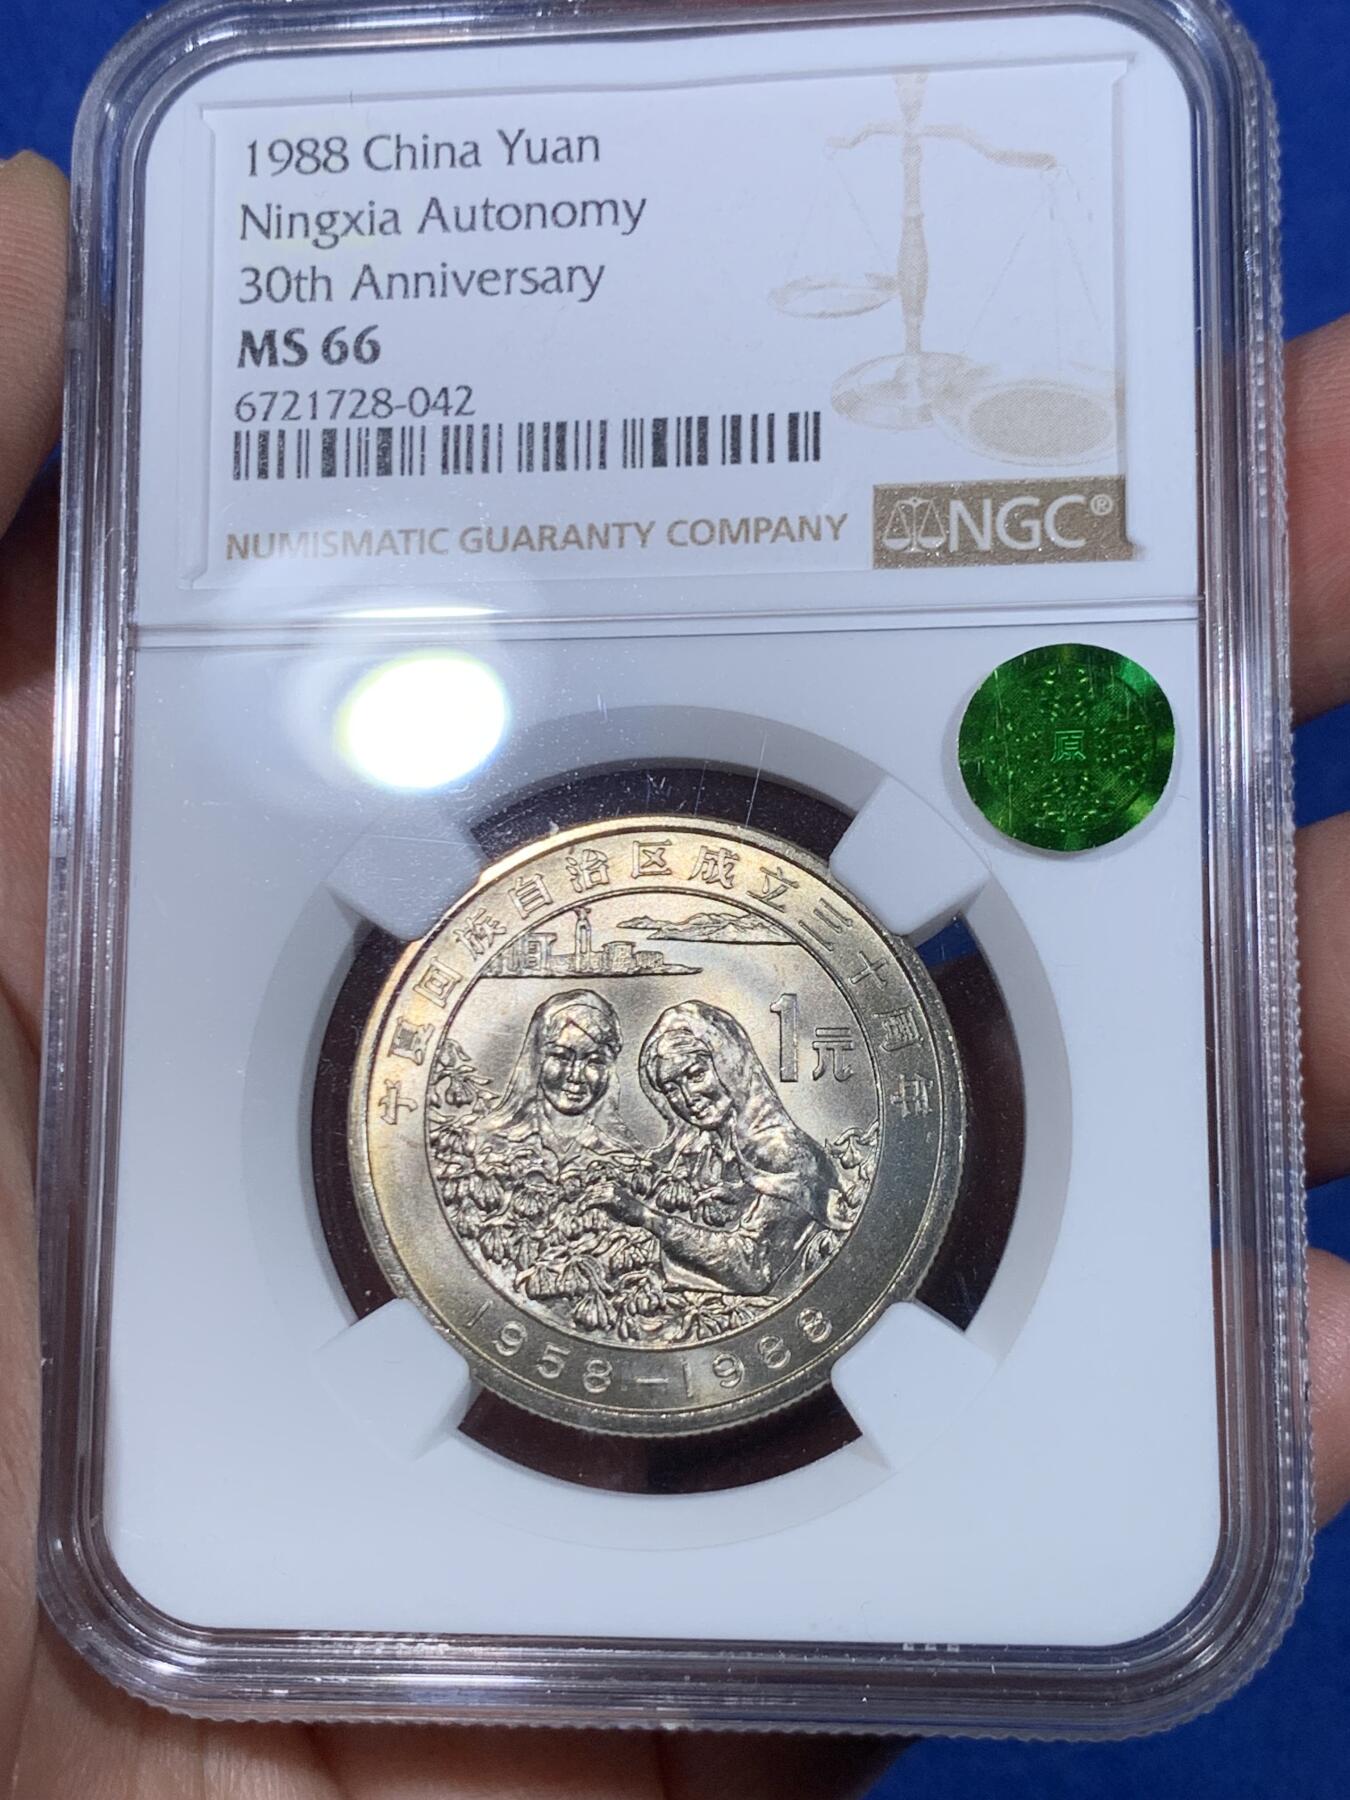 1988 China Yuan
Ningxia Autonomy
30th Anniversary
MS 66
6721728-042
NUMISMATIC GUARANTY COMPANY
NGC®
原
宁夏回族自治区成立三十周年
1元
1958-1988